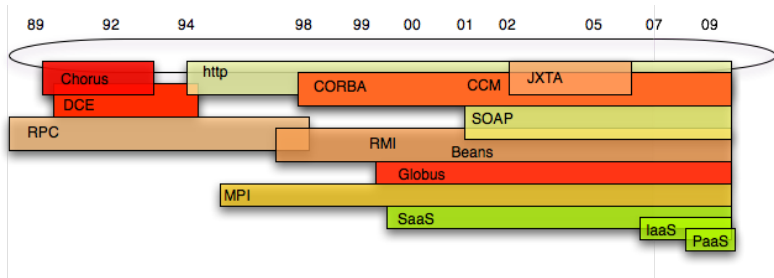 89 92 94 98 99 00 01 02 05 07 09
Chorus http
CORBA CCM JXTA
DCE
SOAP
RPC
RMI
Beans
Globus
MPI
SaaS
IaaS
PaaS